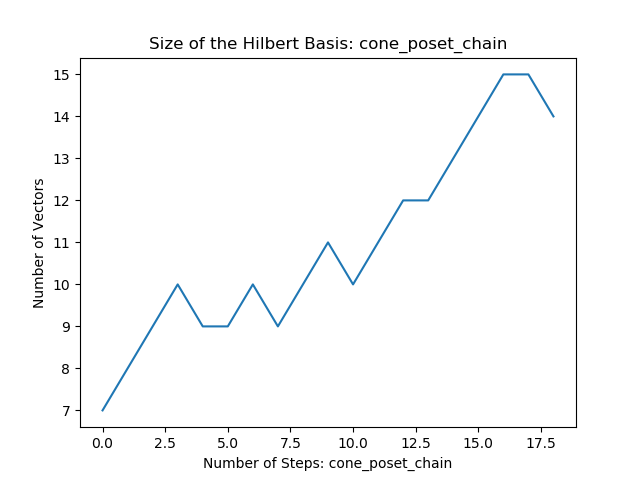 Size of the Hilbert Basis: cone_poset_chain
Number of Vectors
15
14
13
12
11
10
9
8
7
0.0 2.5 5.0 7.5 10.0 12.5 15.0 17.5
Number of Steps: cone_poset_chain